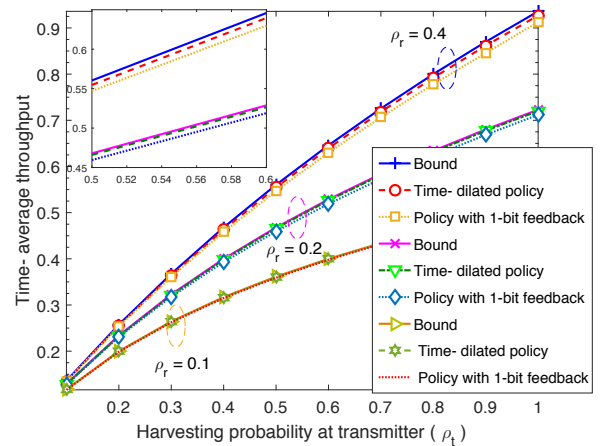 0.9
0.8
0.7
0.6
0.5
0.4
0.3
0.2
Time- average throughput
0.65
0.6
0.55
0.5
0.45
0.5 0.52 0.54 0.56 0.58 0.6
ρr = 0.4
ρr = 0.2
ρr = 0.1
Bound
Time- dilated policy
Policy with 1-bit feedback
Bound
Time- dilated policy
Policy with 1-bit feedback
Bound
Time- dilated policy
Policy with 1-bit feedback
0.2 0.3 0.4 0.5 0.6 0.7 0.8 0.9 1
Harvesting probability at transmitter ( ρt )